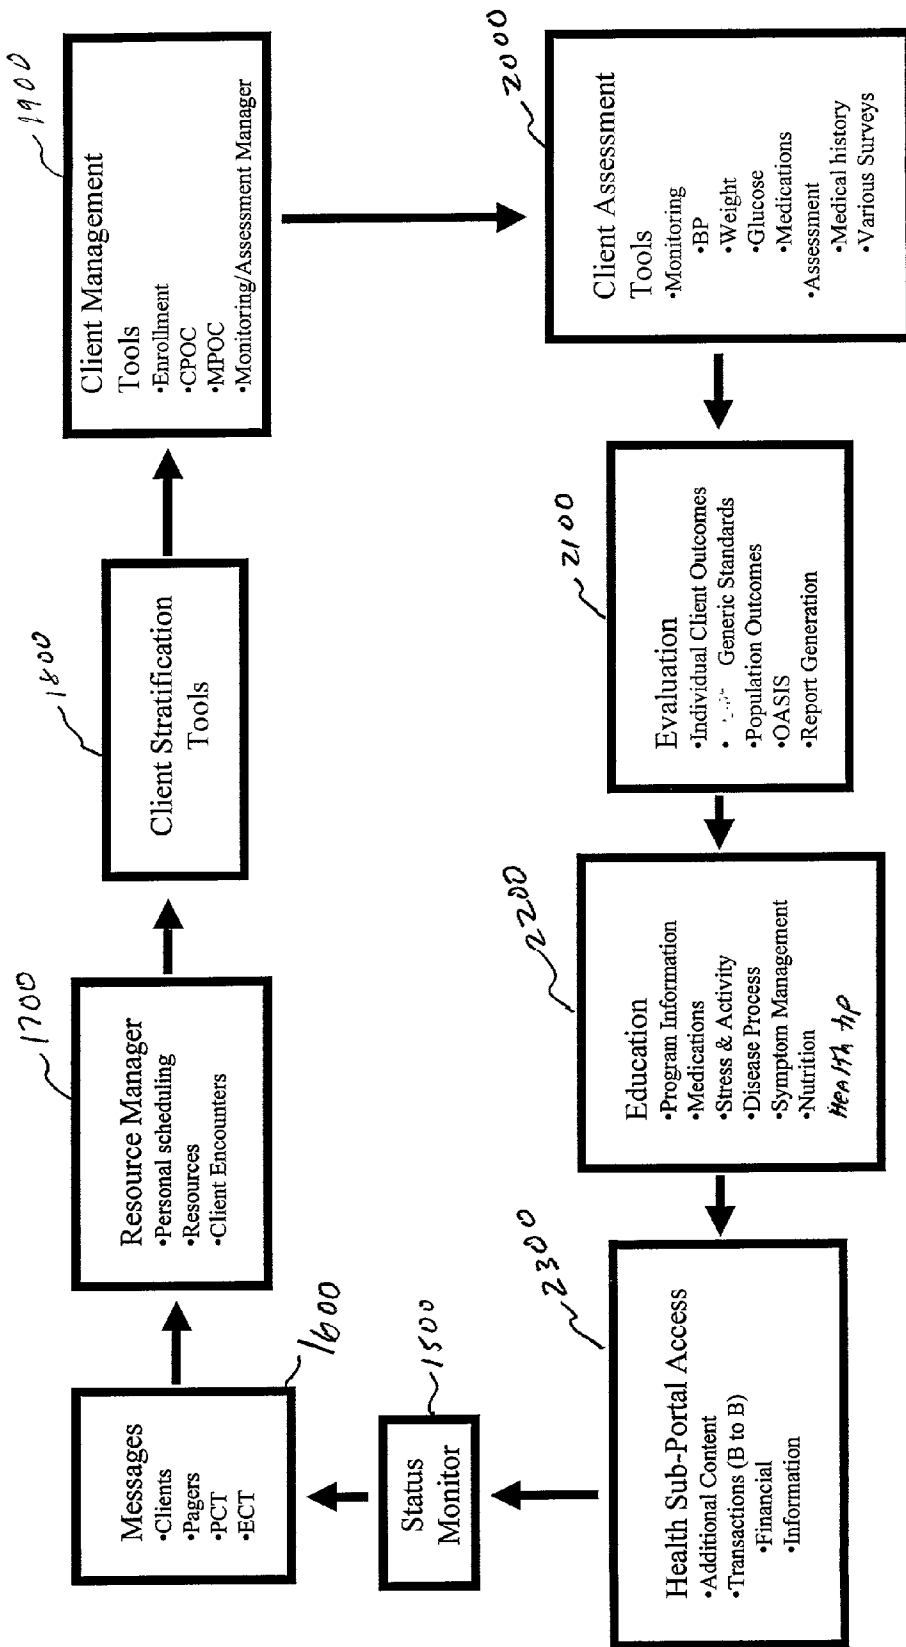 1600
Messages
•Clients
•Pagers
•PCT
•ECT
1700
Resource Manager
•Personal scheduling
•Resources
•Client Encounters
1800
Client Stratification
Tools
1900
Client Management
Tools
•Enrollment
•CPOC
•MPOC
•Monitoring/Assessment Manager
1500
Status
Monitor
2300
Health Sub-Portal Access
•Additional Content
•Transactions (B to B)
•Financial
•Information
2200
Education
•Program Information
•Medications
•Stress & Activity
•Disease Process
•Symptom Management
•Nutrition
Health tip
2100
Evaluation
•Individual Client Outcomes
• Generic Standards
•Population Outcomes
•OASIS
•Report Generation
2000
Client Assessment
Tools
•Monitoring
•BP
•Weight
•Glucose
•Medications
•Assessment
•Medical history
•Various Surveys